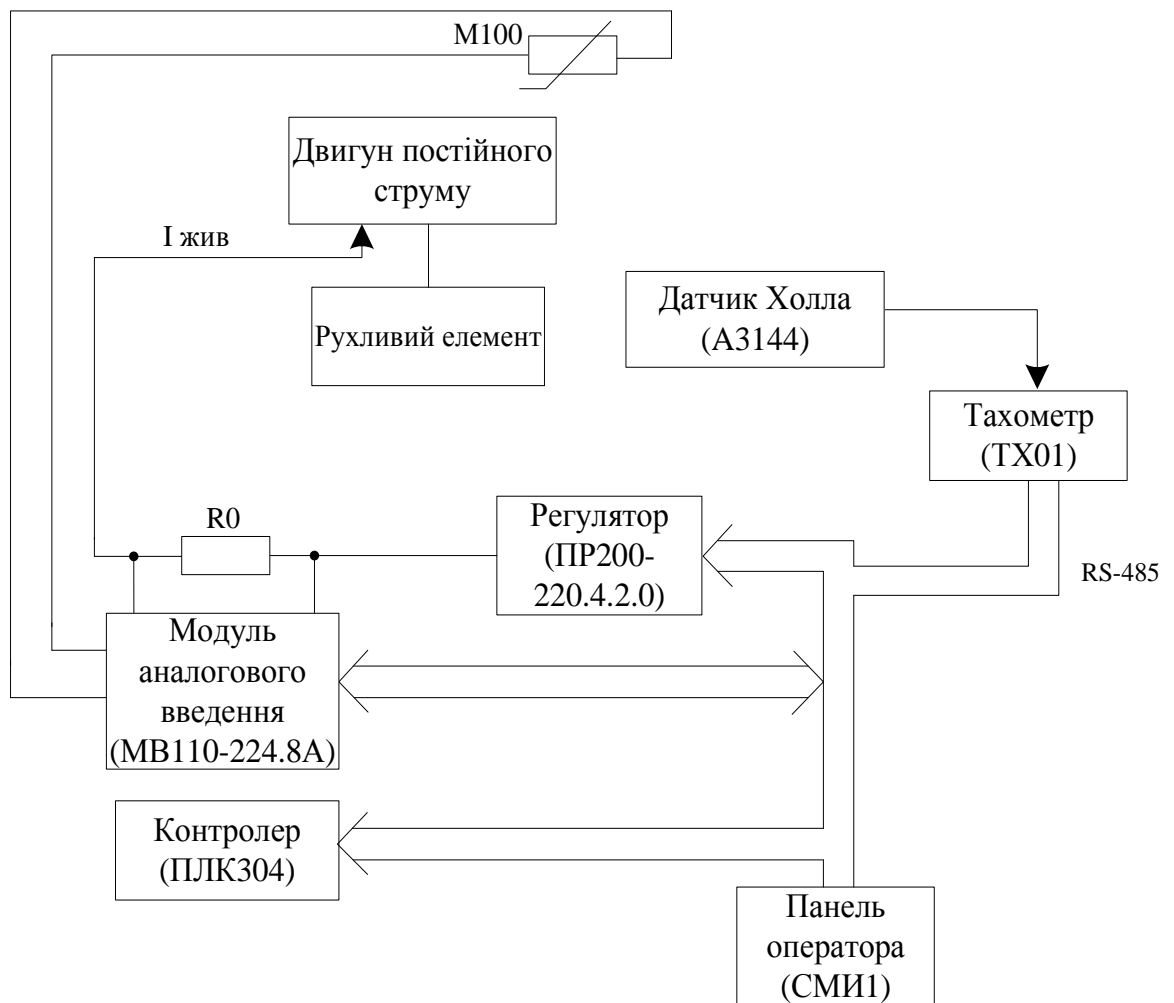 М100
Двигун постійного
струму
І жив
Рухливий елемент
Датчик Холла
(А3144)
Тахометр
(ТХ01)
R0
Регулятор
(ПР200-
220.4.2.0)
RS-485
Модуль
аналогового
введення
(МВ110-224.8А)
Контролер
(ПЛК304)
Панель
оператора
(СМИ1)